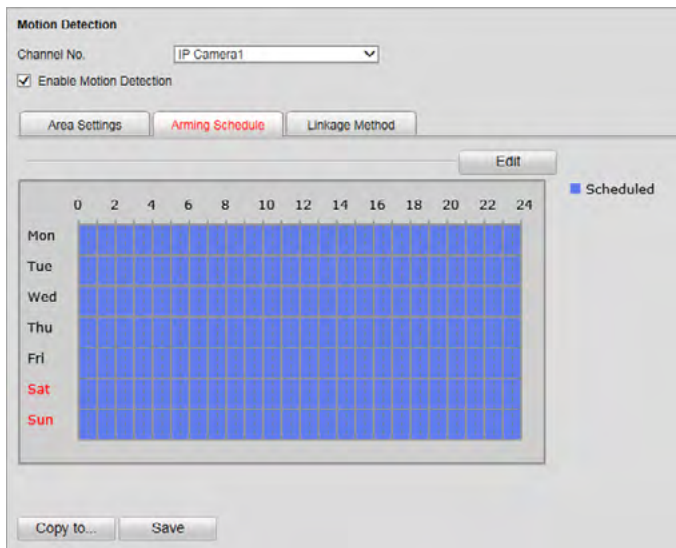 Motion Detection
Channel No. IP Camera1
Enable Motion Detection
Area Settings Arming Schedule Linkage Method
Edit
Scheduled
0 2 4 6 8 10 12 14 16 18 20 22 24
Mon
Tue
Wed
Thu
Fri
Sat
Sun
Copy to... Save